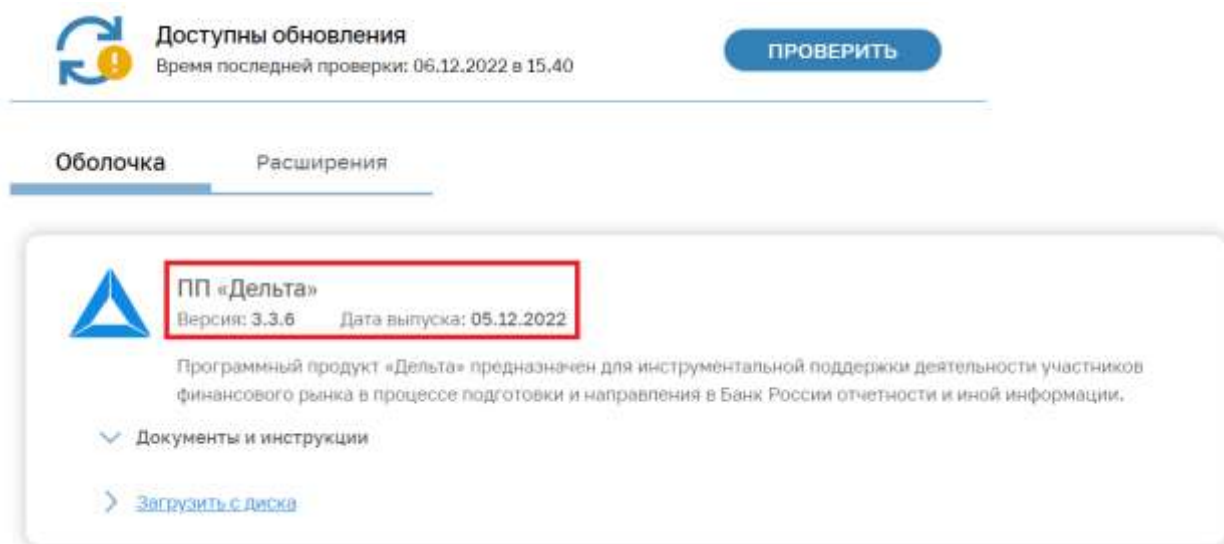 Доступны обновления
Время последней проверки: 06.12.2022 в 15.40
ПРОВЕРИТЬ
Оболочка Расширения
ПП «Дельта»
Версия: 3.3.6 Дата выпуска: 05.12.2022
Программный продукт «Дельта» предназначен для инструментальной поддержки деятельности участников
финансового рынка в процессе подготовки и направления в Банк России отчетности и иной информации.
Документы и инструкции
Загрузить с диска